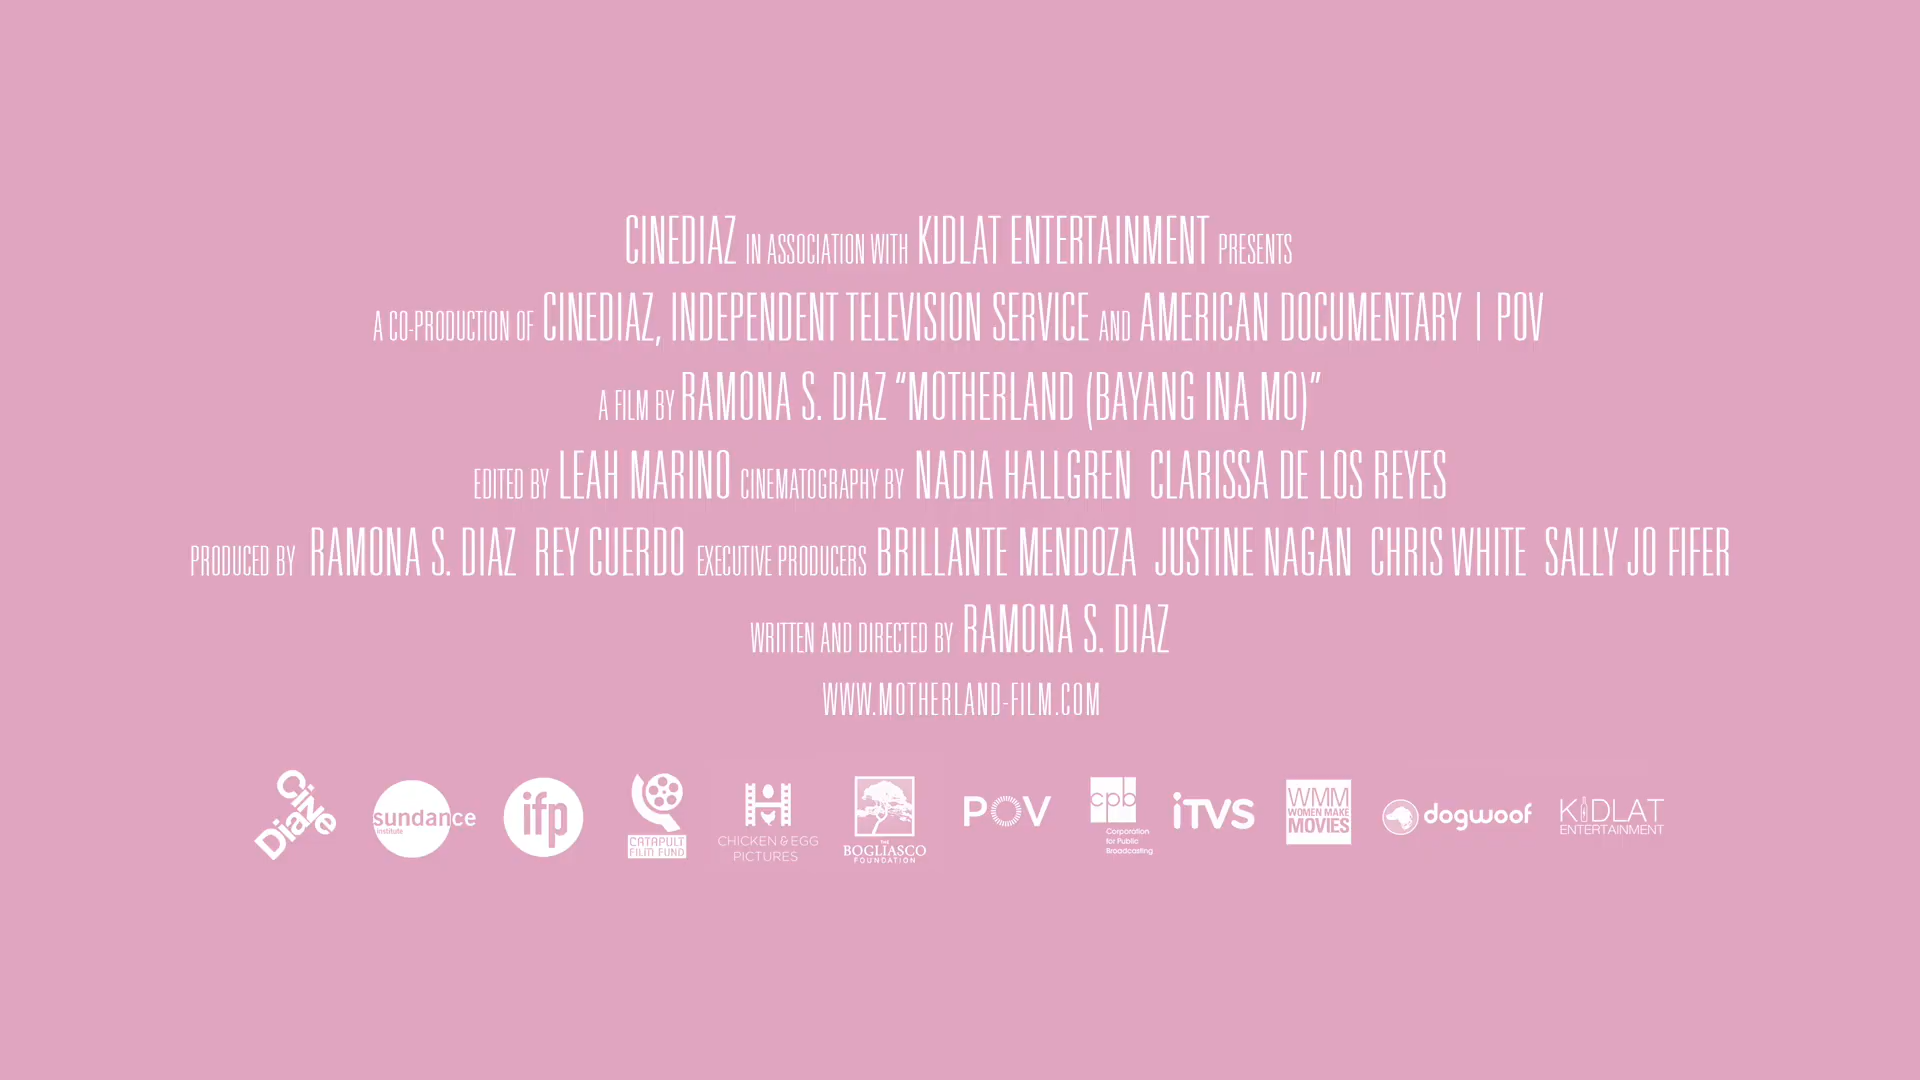 CINEDIAZ IN ASSOCIATION WITH KIDLAT ENTERTAINMENT PRESENTS
A CO-PRODUCTION OF CINEDIAZ, INDEPENDENT TELEVISION SERVICE AND AMERICAN DOCUMENTARY | POV
A FILM BY RAMONA S. DIAZ “MOTHERLAND (BAYANG INA MO)”
EDITED BY LEAH MARINO CINEMATOGRAPHY BY NADIA HALLGREN CLARISSA DE LOS REYES
PRODUCED BY RAMONA S. DIAZ REY CUERDO EXECUTIVE PRODUCERS BRILLANTE MENDOZA JUSTINE NAGAN CHRIS WHITE SALLY JO FIFER
WRITTEN AND DIRECTED BY RAMONA S. DIAZ
WWW.MOTHERLAND-FILM.COM
CiNe
Diaz
sundance
institute
ifp
CATAPULT
FILM FUND
CHICKEN & EGG
PICTURES
THE
BOGLIASCO
FOUNDATION
POV
cpb
Corporation
for Public
Broadcasting
iTVS
WMM
WOMEN MAKE
MOVIES
dogwoof
KIDLAT
ENTERTAINMENT